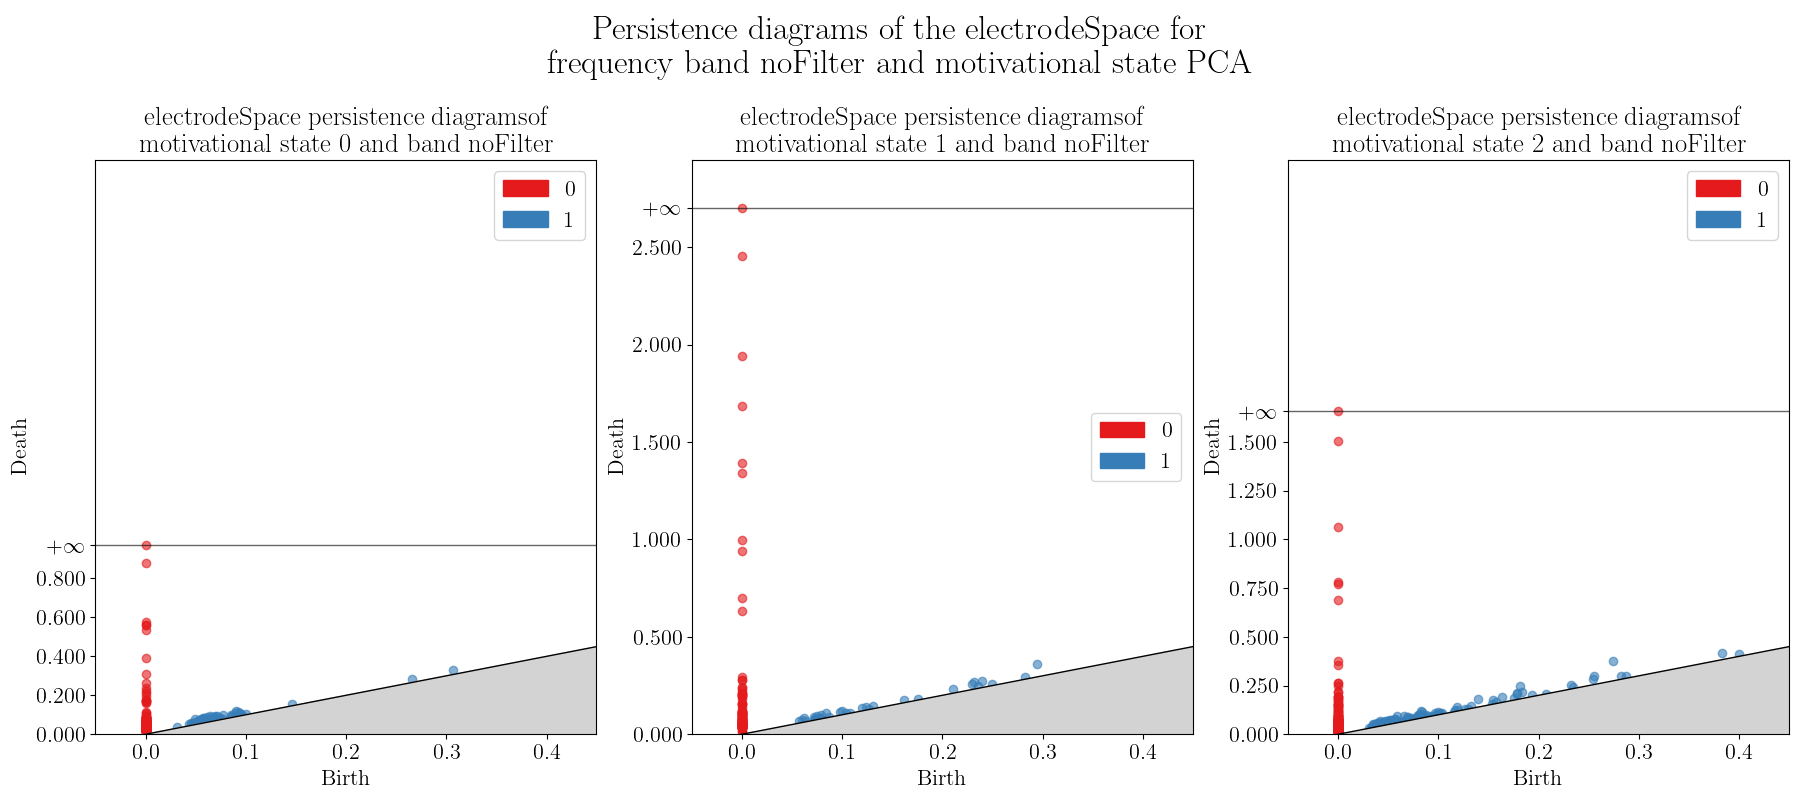 Persistence diagrams of the electrodeSpace for
frequency band noFilter and motivational state PCA
electrodeSpace persistence diagramsof
motivational state 0 and band noFilter
0
1
Death
+∞
0.800
0.600
0.400
0.200
0.000
0.0 0.1 0.2 0.3 0.4
Birth
electrodeSpace persistence diagramsof
motivational state 1 and band noFilter
+∞
2.500
2.000
1.500
1.000
0.500
0.000
Death
0
1
0.0 0.1 0.2 0.3 0.4
Birth
electrodeSpace persistence diagramsof
motivational state 2 and band noFilter
0
1
Death
+∞
1.500
1.250
1.000
0.750
0.500
0.250
0.000
0.0 0.1 0.2 0.3 0.4
Birth